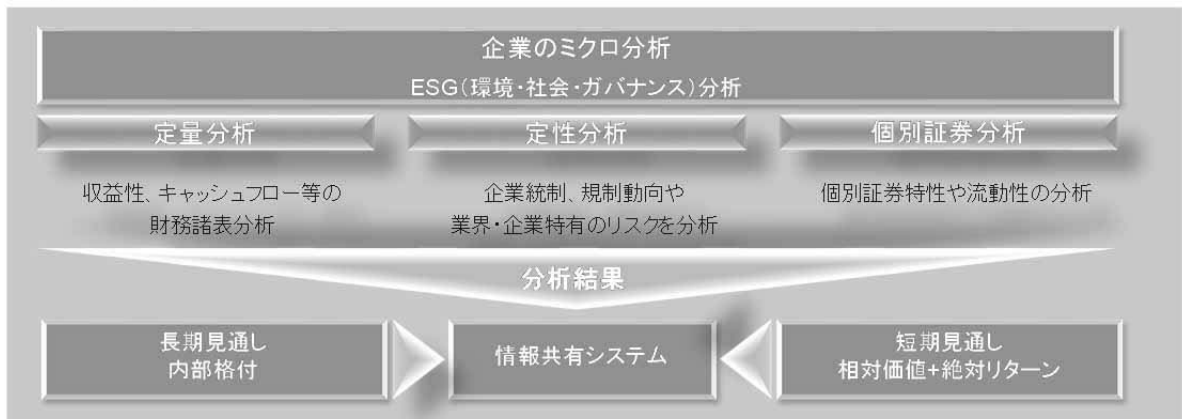 企業のミクロ分析
ESG(環境・社会・ガバナンス)分析
定量分析
収益性、キャッシュフロー等の
財務諸表分析
定性分析
企業統制、規制動向や
業界・企業特有のリスクを分析
個別証券分析
個別証券特性や流動性の分析
分析結果
長期見通し
内部格付
情報共有システム
短期見通し
相対価値+絶対リターン